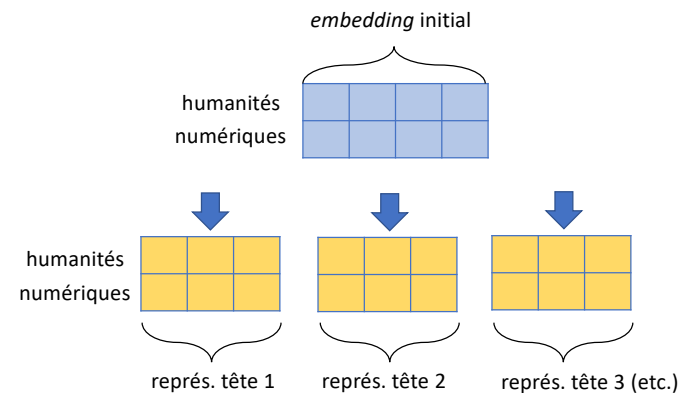 embedding initial
humanités
numériques
humanités
numériques
représ. tête 1
représ. tête 2
représ. tête 3 (etc.)